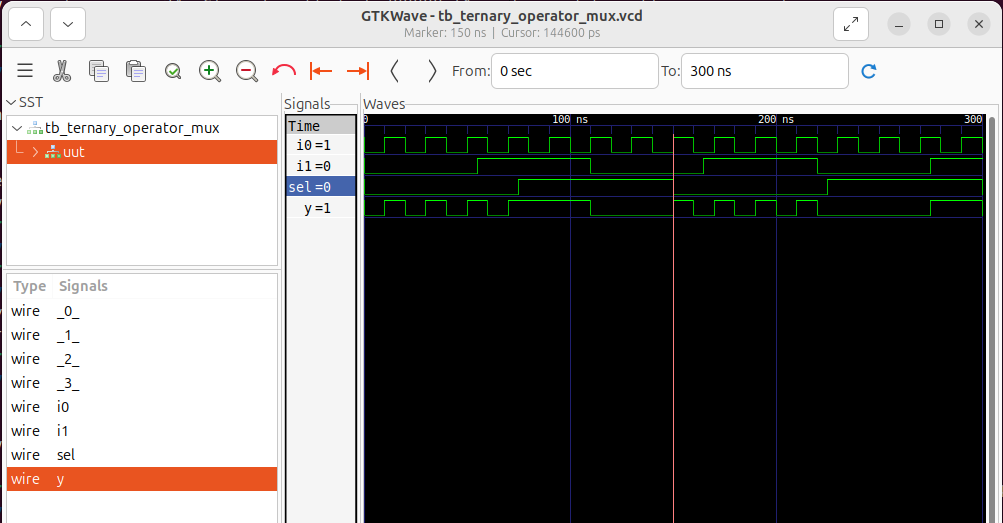 GTKWave - tb_ternary_operator_mux.vcd
Marker: 150 ns | Cursor: 144600 ps
From: 0 sec To: 300 ns
SST
tb_ternary_operator_mux
uut
Type Signals
wire _0_
wire _1_
wire _2_
wire _3_
wire i0
wire i1
wire sel
wire y
Signals
Time
i0 =1
i1 =0
sel =0
y =1
Waves
0 100 ns 200 ns 300